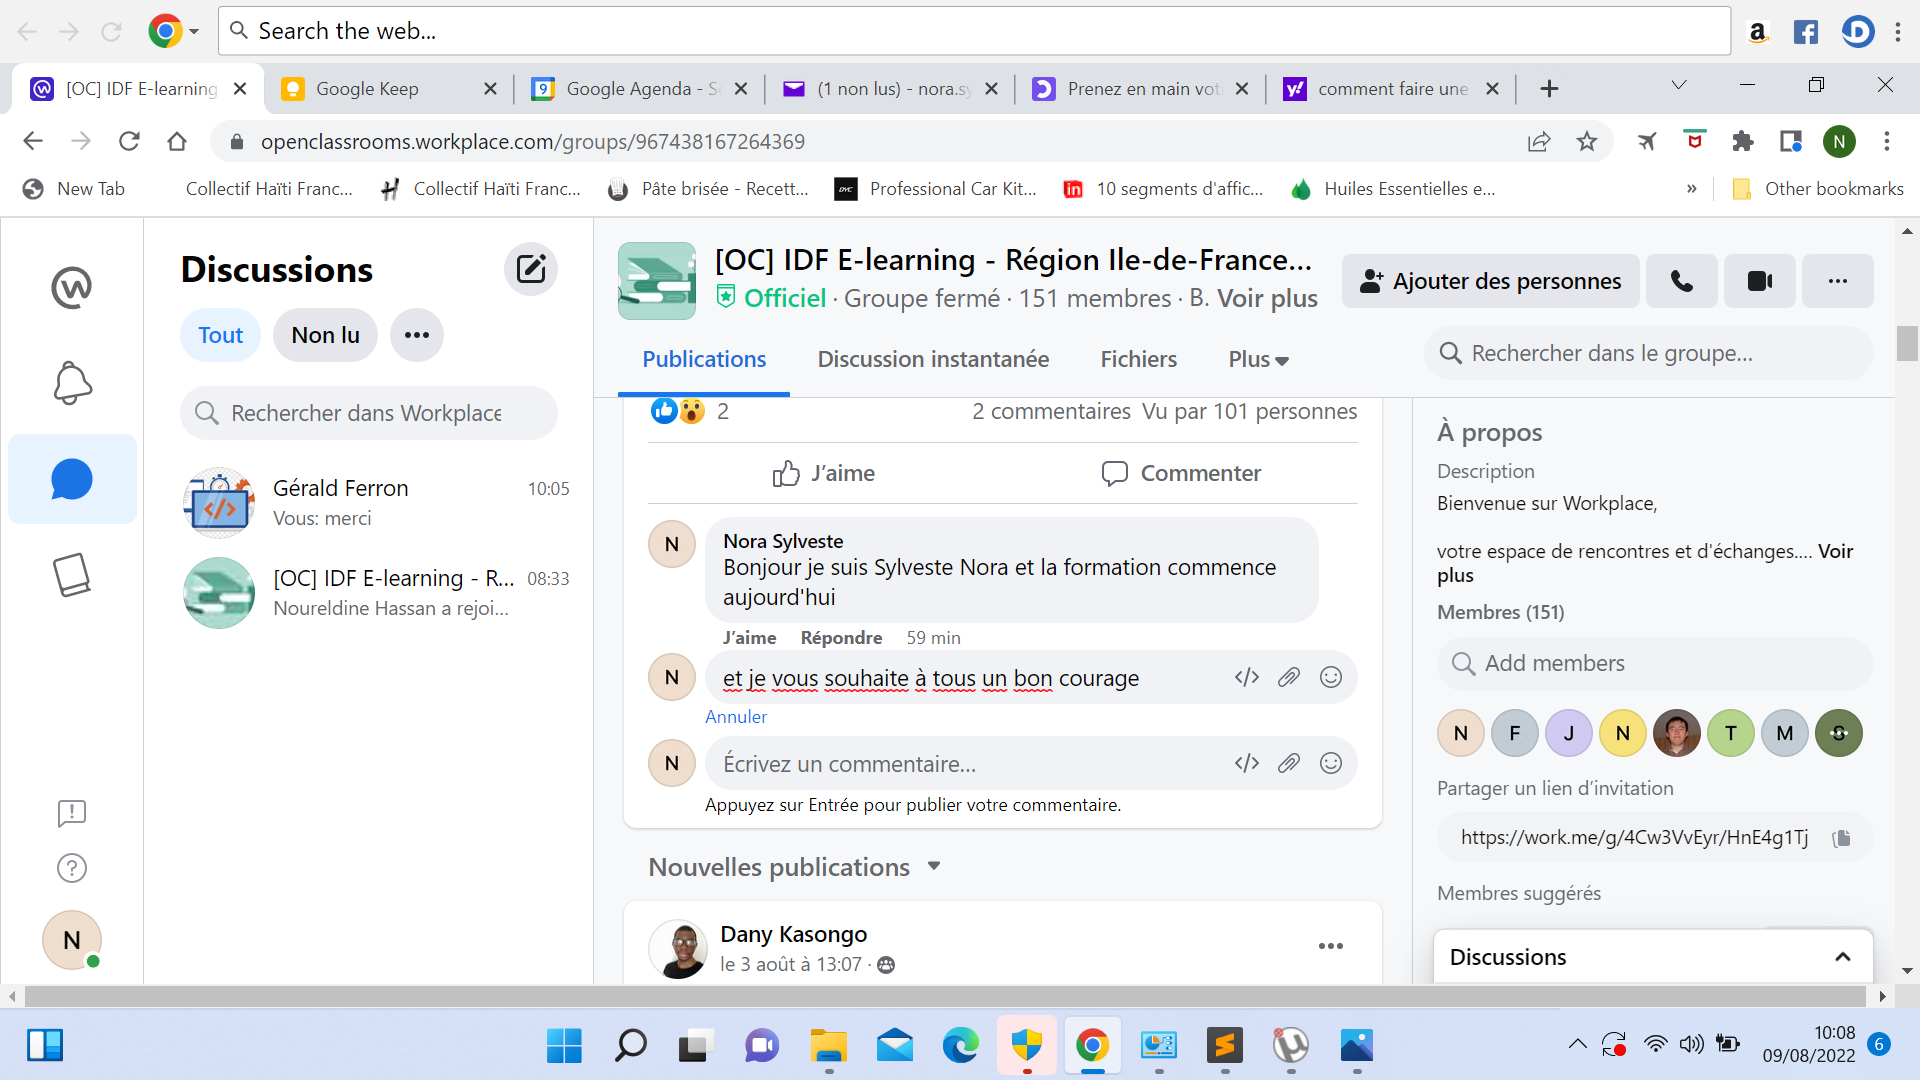 Search the web...
[OC] IDF E-learning
Google Keep
Google Agenda - Se
(1 non lus) - nora.sy
Prenez en main vot
comment faire une
openclassrooms.workplace.com/groups/967438167264369
New Tab
Collectif Haïti Franc...
Collectif Haïti Franc...
Pâte brisée - Recett...
Professional Car Kit...
10 segments d'affic...
Huiles Essentielles e...
»
Other bookmarks
Discussions
Tout
Non lu
Rechercher dans Workplace
Gérald Ferron
10:05
Vous: merci
[OC] IDF E-learning - R...
08:33
Noureldine Hassan a rejoi...
[OC] IDF E-learning - Région Ile-de-France...
Officiel · Groupe fermé · 151 membres · B. Voir plus
Ajouter des personnes
Publications
Discussion instantanée
Fichiers
Plus
Rechercher dans le groupe...
2
2 commentaires Vu par 101 personnes
J’aime
Commenter
N
Nora Sylveste
Bonjour je suis Sylveste Nora et la formation commence
aujourd'hui
J’aime Répondre 59 min
N
et je vous souhaite à tous un bon courage
Annuler
N
Écrivez un commentaire...
Appuyez sur Entrée pour publier votre commentaire.
Nouvelles publications
Dany Kasongo
le 3 août à 13:07 ·
À propos
Description
Bienvenue sur Workplace,
votre espace de rencontres et d'échanges.... Voir
plus
Membres (151)
Add members
N F J N T M S
Partager un lien d’invitation
https://work.me/g/4Cw3VvEyr/HnE4g1Tj
Membres suggérés
Discussions
N
10:08
09/08/2022
6